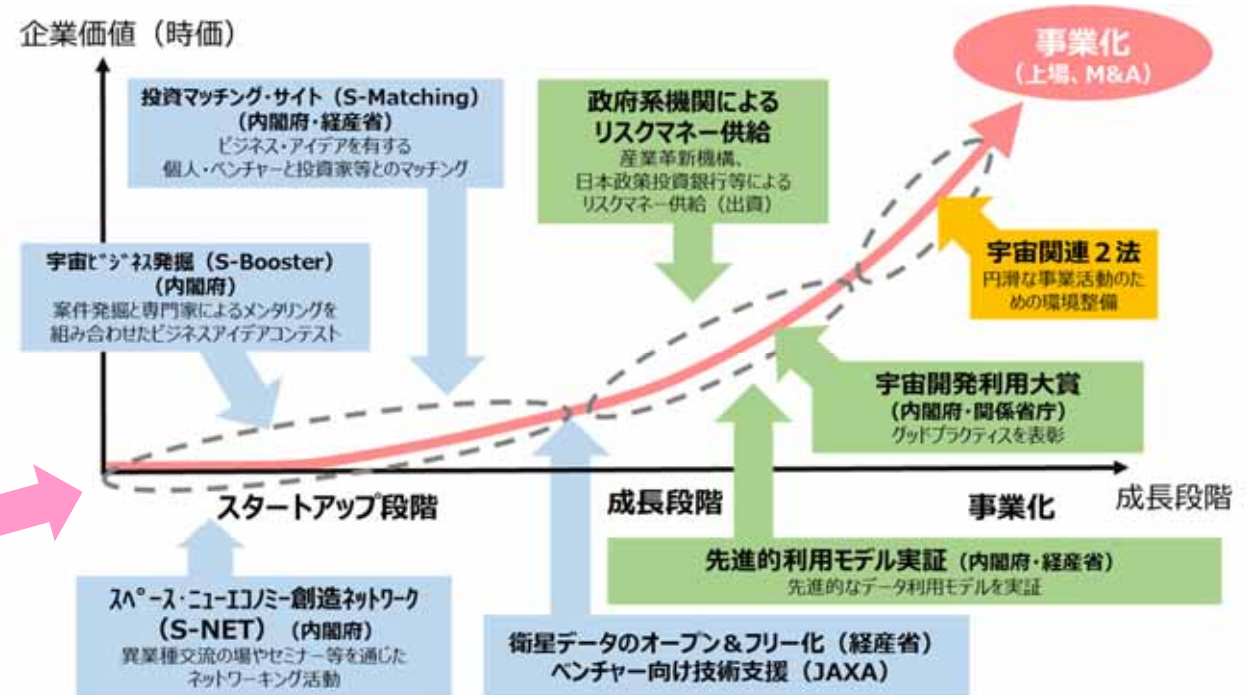 企業価値（時価）
事業化
（上場、M&A）
投資マッチング・サイト（S-Matching）
（内閣府・経産省）
ビジネス・アイデアを有する
個人・ベンチャーと投資家等とのマッチング
政府系機関による
リスクマネー供給
産業革新機構、
日本政策投資銀行等による
リスクマネー供給（出資）
宇宙ﾋﾞｼﾞﾈｽ発掘（S-Booster）
（内閣府）
案件発掘と専門家によるメンタリングを
組み合わせたビジネスアイデアコンテスト
宇宙関連２法
円滑な事業活動のた
めの環境整備
宇宙開発利用大賞
（内閣府・関係省庁）
グッドプラクティスを表彰
スタートアップ段階
成長段階
事業化
成長段階
先進的利用モデル実証（内閣府・経産省）
先進的なデータ利用モデルを実証
ｽﾍﾟｰｽ・ﾆｭｰｴｺﾉﾐｰ創造ﾈｯﾄﾜｰｸ
（S-NET）（内閣府）
異業種交流の場やセミナー等を通じた
ネットワーキング活動
衛星データのオープン＆フリー化（経産省）
ベンチャー向け技術支援（JAXA）